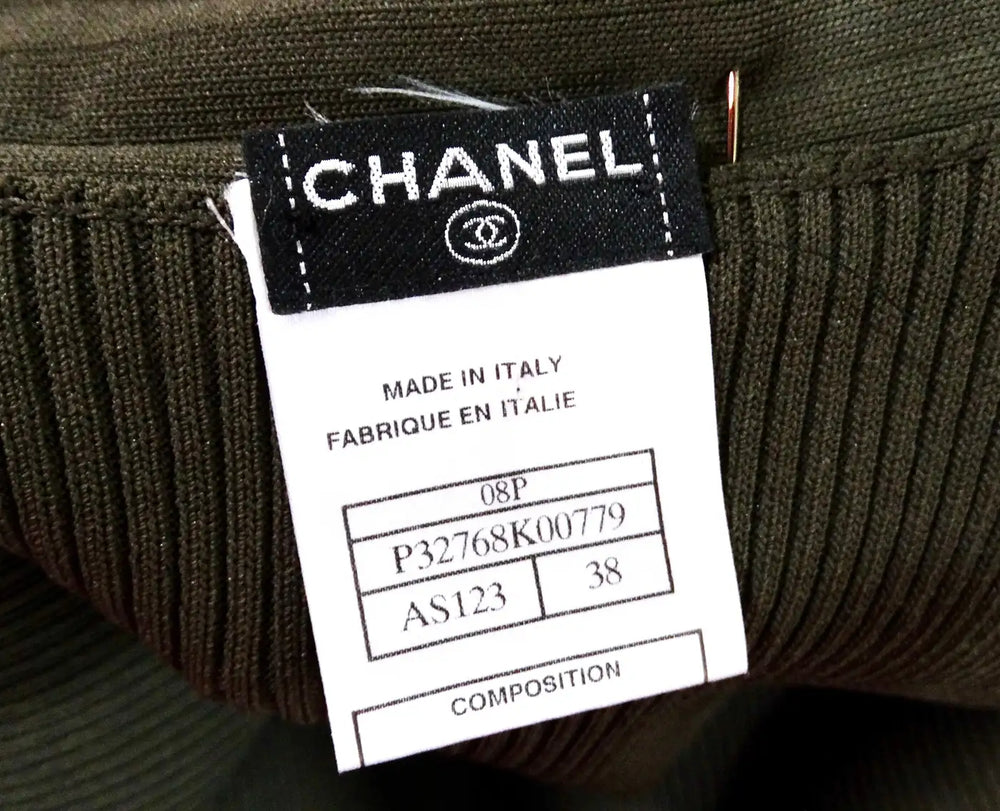 CHANEL
MADE IN ITALY
FABRIQUE EN ITALIE
08P
P32768K00779
AS123 38
COMPOSITION